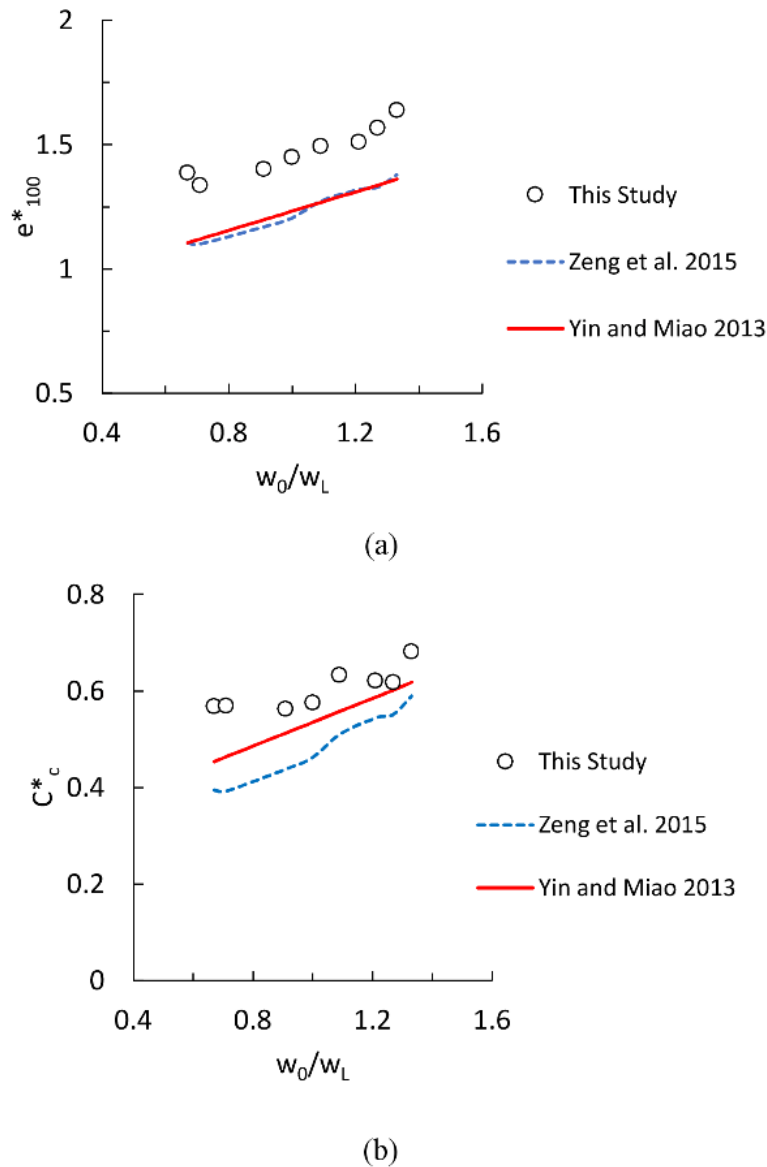 2
1.5
1
0.5
e*100
0.4
0.8
1.2
1.6
w0/wL
This Study
Zeng et al. 2015
Yin and Miao 2013
(a)
0.8
0.6
0.4
0.2
0
C*c
0.4
0.8
1.2
1.6
w0/wL
This Study
Zeng et al. 2015
Yin and Miao 2013
(b)